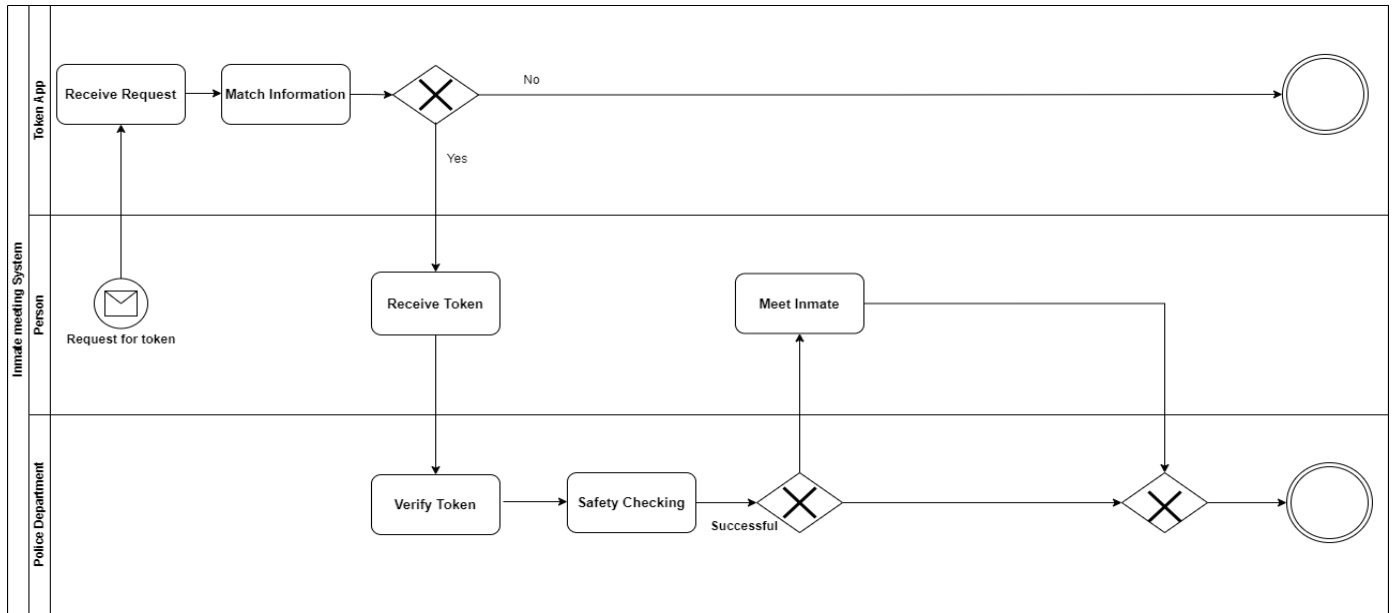 Inmate meeting System
Token App
Receive Request
Match Information
No
Yes
Person
Request for token
Receive Token
Meet Inmate
Police Department
Verify Token
Safety Checking
Successful